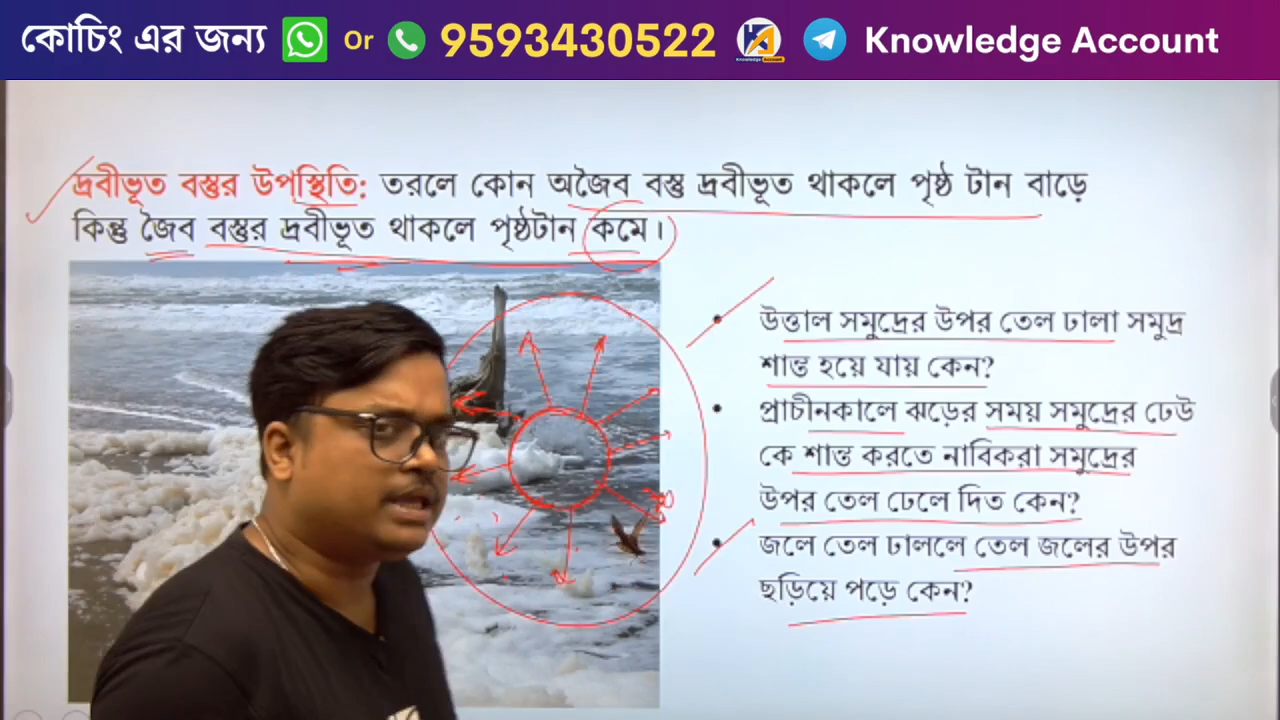 কোচিং এর জন্য Or 9593430522 Knowledge Account
Knowledge Account
দ্রবীভূত বস্তুর উপস্থিতি: তরলে কোন অজৈব বস্তু দ্রবীভূত থাকলে পৃষ্ঠ টান বাড়ে
কিন্তু জৈব বস্তুর দ্রবীভূত থাকলে পৃষ্ঠটান কমে।
• উত্তাল সমুদ্রের উপর তেল ঢালা সমুদ্র
শান্ত হয়ে যায় কেন?
• প্রাচীনকালে ঝড়ের সময় সমুদ্রের ঢেউ
কে শান্ত করতে নাবিকরা সমুদ্রের
উপর তেল ঢেলে দিত কেন?
• জলে তেল ঢাললে তেল জলের উপর
ছড়িয়ে পড়ে কেন?